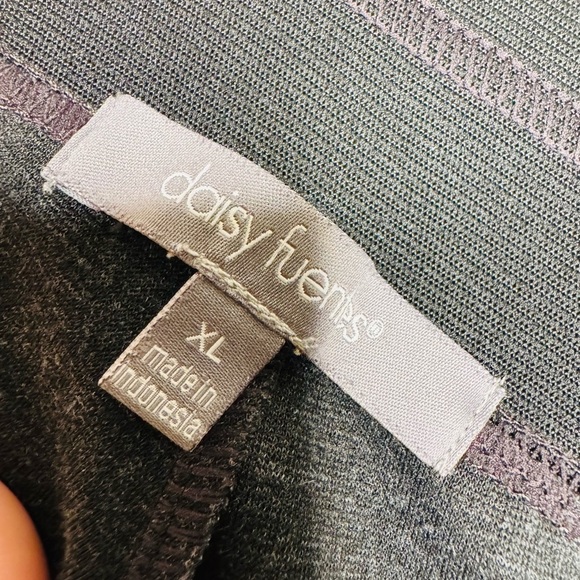 daisy fuentes®
XL
made in
Indonesia